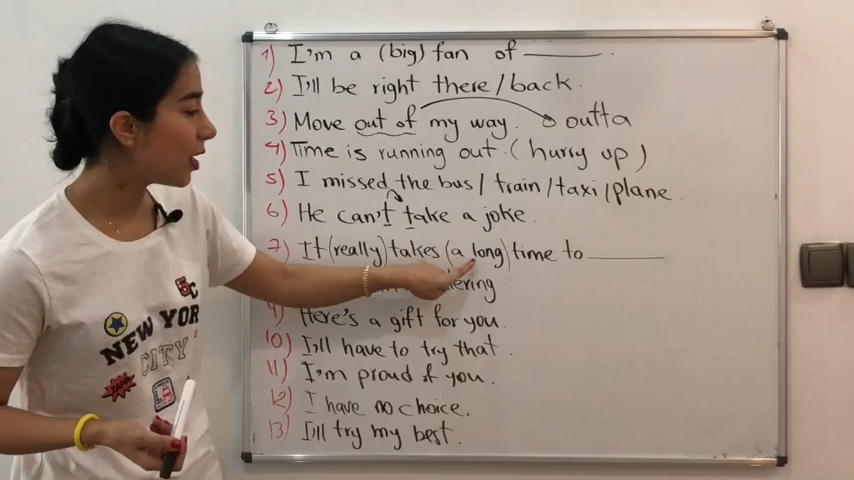 1) I'm a (big) fan of ______.
2) I'll be right there/back.
3) Move out of my way. → outta
4) Time is running out. (hurry up)
5) I missed the bus/train/taxi/plane.
6) He can't take a joke.
7) It (really) takes (a long) time to ______
ering
9) Here's a gift for you.
10) I'll have to try that.
11) I'm proud of you.
12) I have no choice.
13) I'll try my best.
NEW YORK
CITY